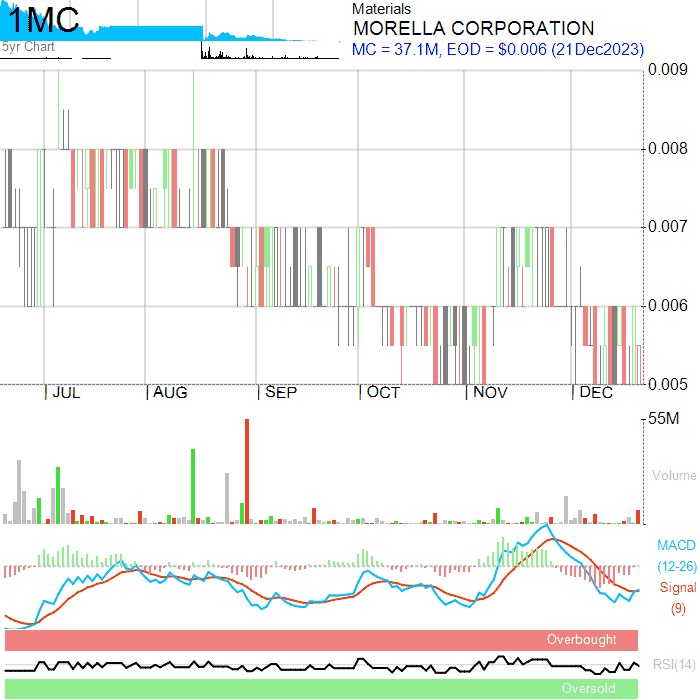 1MC
5yr Chart
Materials
MORELLA CORPORATION
MC = 37.1M, EOD = $0.006 (21Dec2023)
0.009
0.008
0.007
0.006
0.005
JUL
AUG
SEP
OCT
NOV
DEC
55M
Volume
MACD
(12-26)
Signal
(9)
Overbought
RSI(14)
Oversold